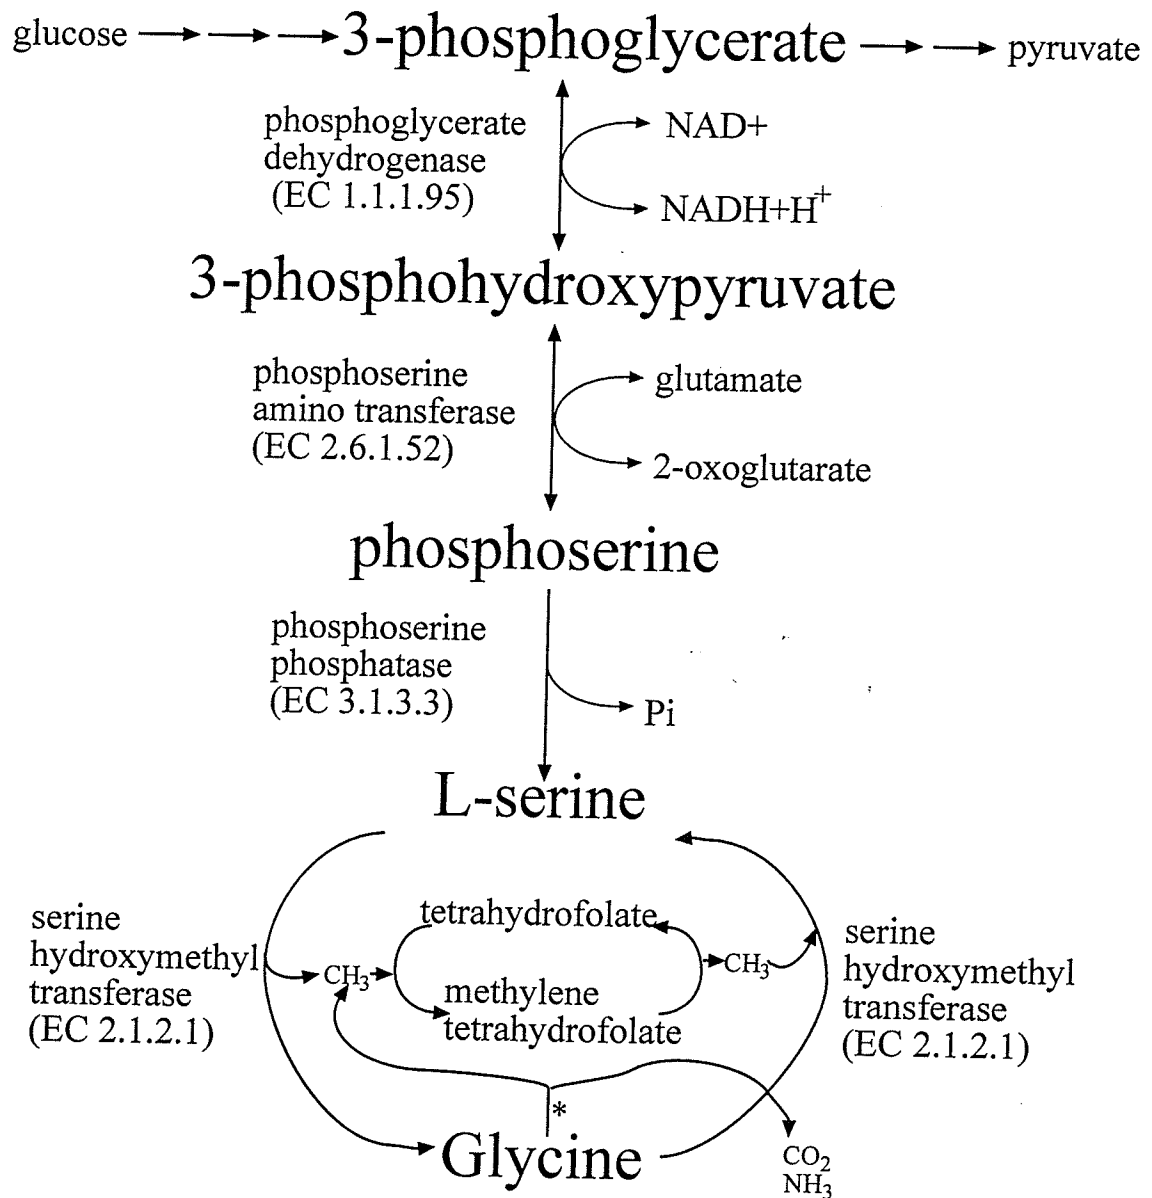 glucose 3-phosphoglycerate pyruvate
phosphoglycerate
dehydrogenase
(EC 1.1.1.95)
NAD+
NADH+H+
3-phosphohydroxypyruvate
phosphoserine
amino transferase
(EC 2.6.1.52)
glutamate
2-oxoglutarate
phosphoserine
phosphoserine
phosphatase
(EC 3.1.3.3)
Pi
L-serine
serine
hydroxymethyl
transferase
(EC 2.1.2.1)
CH3
tetrahydrofolate
methylene
tetrahydrofolate
CH3
serine
hydroxymethyl
transferase
(EC 2.1.2.1)
*
Glycine
CO2
NH3